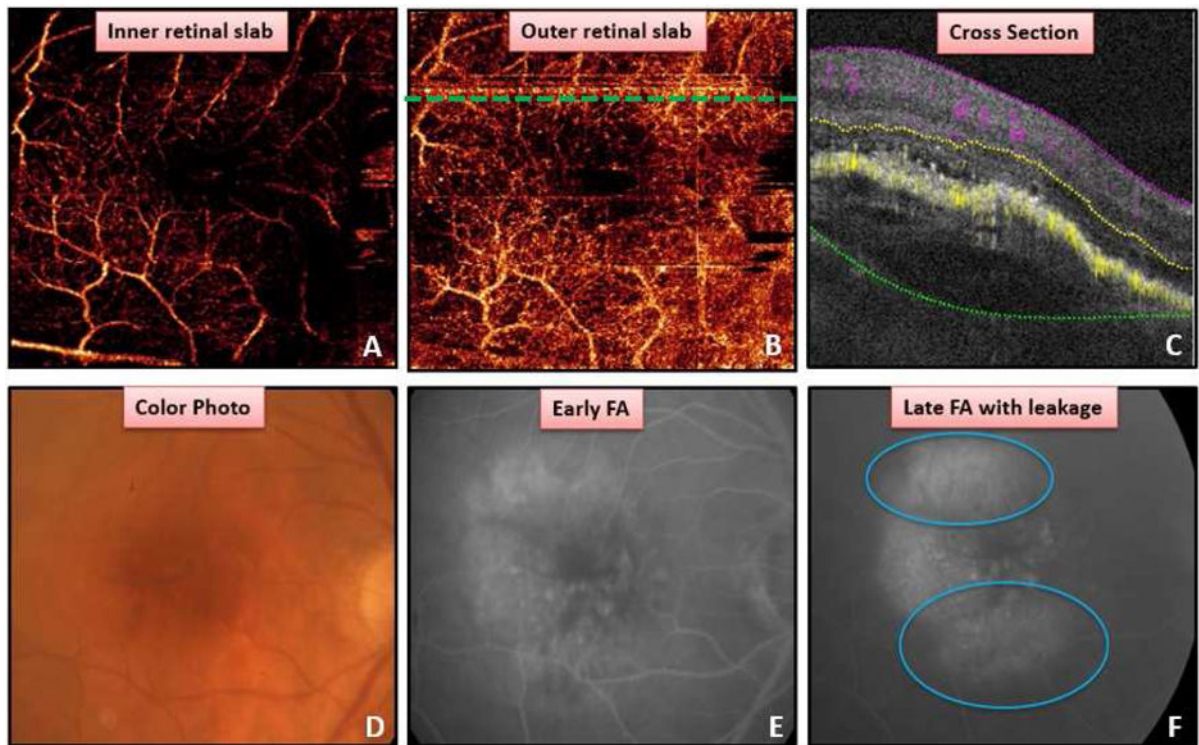 Inner retinal slab
Outer retinal slab
Cross Section
A
B
C
Color Photo
Early FA
Late FA with leakage
D
E
F